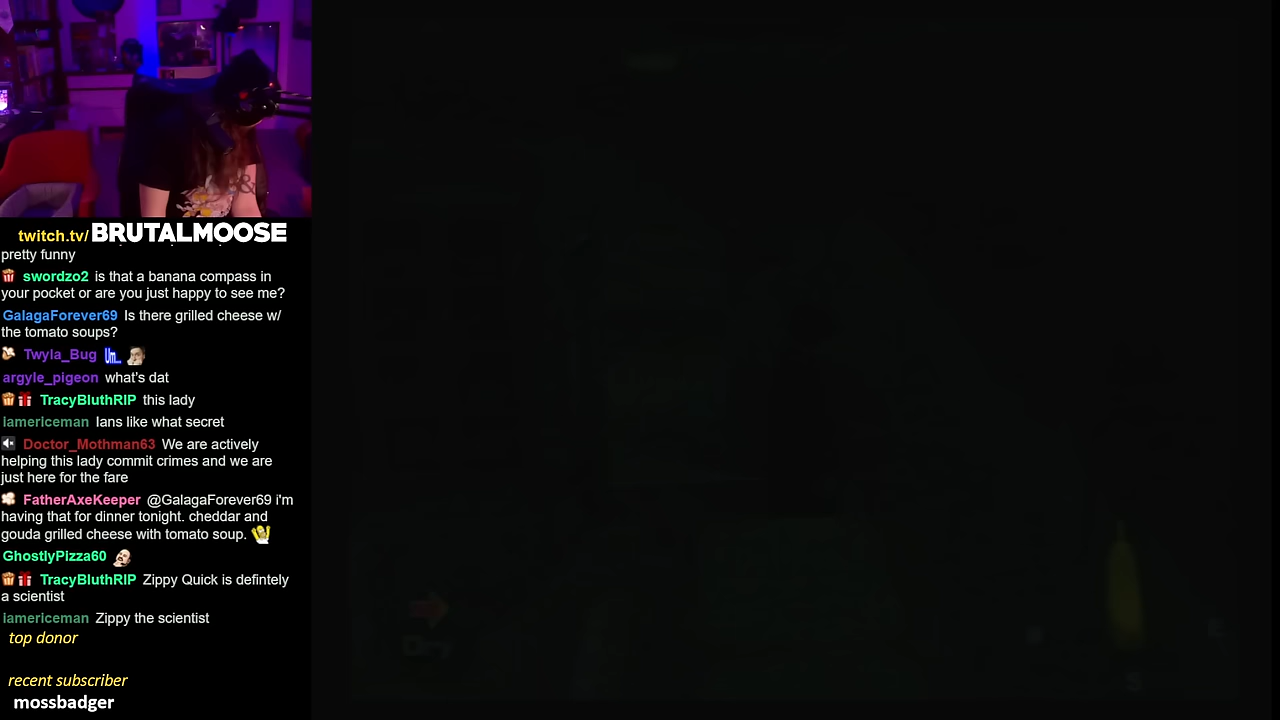 twitch.tv/BRUTALMOOSE
pretty funny
swordzo2 is that a banana compass in
your pocket or are you just happy to see me?
GalagaForever69 Is there grilled cheese w/
the tomato soups?
Twyla_Bug Um...
argyle_pigeon what's dat
TracyBluthRIP this lady
iamericeman Ians like what secret
Doctor_Mothman63 We are actively
helping this lady commit crimes and we are
just here for the fare
FatherAxeKeeper @GalagaForever69 i'm
having that for dinner tonight. cheddar and
gouda grilled cheese with tomato soup.
GhostlyPizza60
TracyBluthRIP Zippy Quick is defintely
a scientist
iamericeman Zippy the scientist
top donor
recent subscriber
mossbadger
E
S